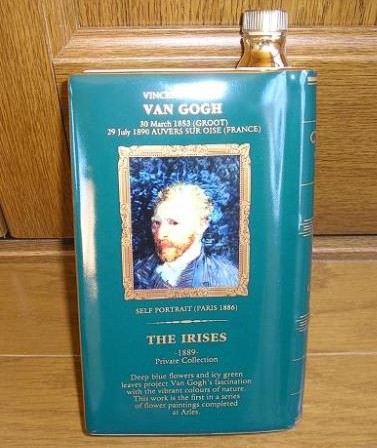 VINCENT
VAN GOGH
30 March 1853 (GROOT)
29 July 1890 AUVERS SUR OISE (FRANCE)
SELF PORTRAIT (PARIS 1886)
THE IRISES
-1889-
Private Collection
Deep blue flowers and icy green
leaves project Van Gogh's fascination
with the vibrant colours of nature.
This work is the first in a series
of flower paintings completed
at Arles.